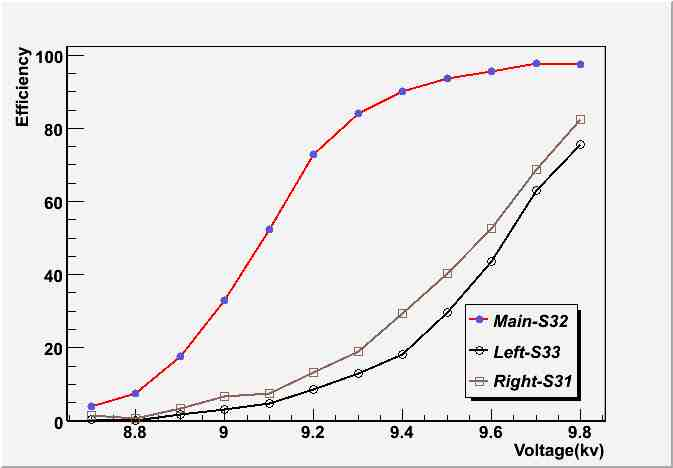 Efficiency
100
80
60
40
20
0
8.8 9 9.2 9.4 9.6 9.8
Voltage(kv)
Main-S32
Left-S33
Right-S31